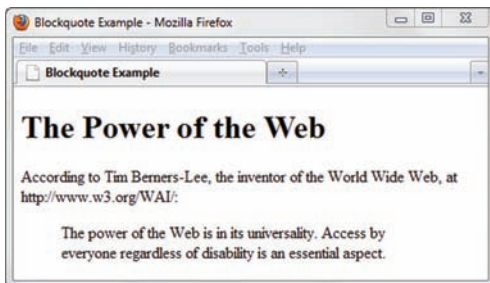 Blockquote Example - Mozilla Firefox
File Edit View History Bookmarks Tools Help
Blockquote Example
The Power of the Web
According to Tim Berners-Lee, the inventor of the World Wide Web, at
http://www.w3.org/WAI/:
The power of the Web is in its universality. Access by
everyone regardless of disability is an essential aspect.